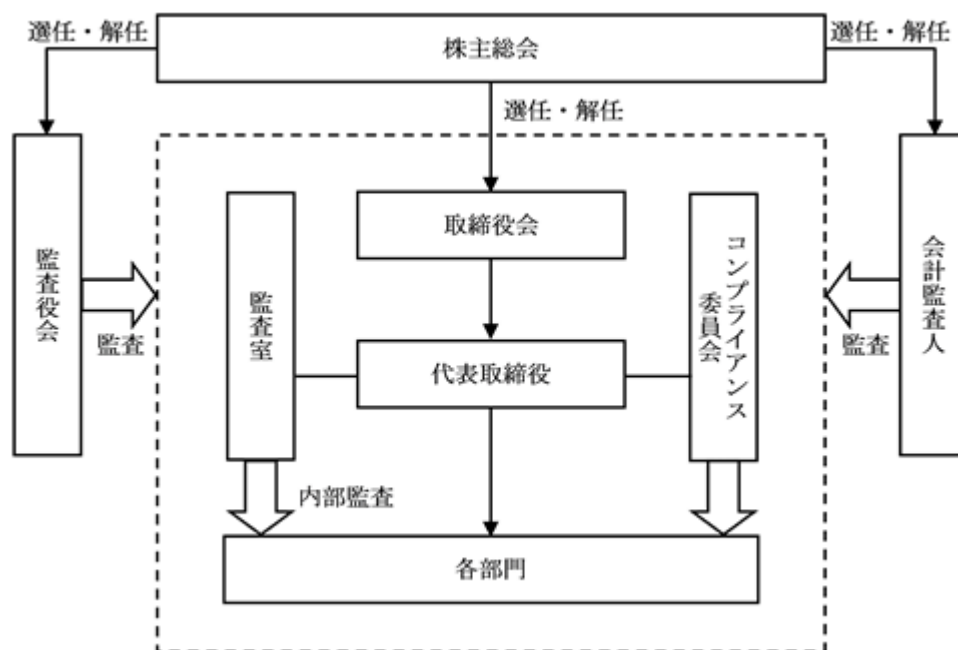 選任・解任
株主総会
選任・解任
選任・解任
取締役会
監査役会
監査
監査室
代表取締役
コンプライアンス
委員会
会計監査人
監査
内部監査
各部門